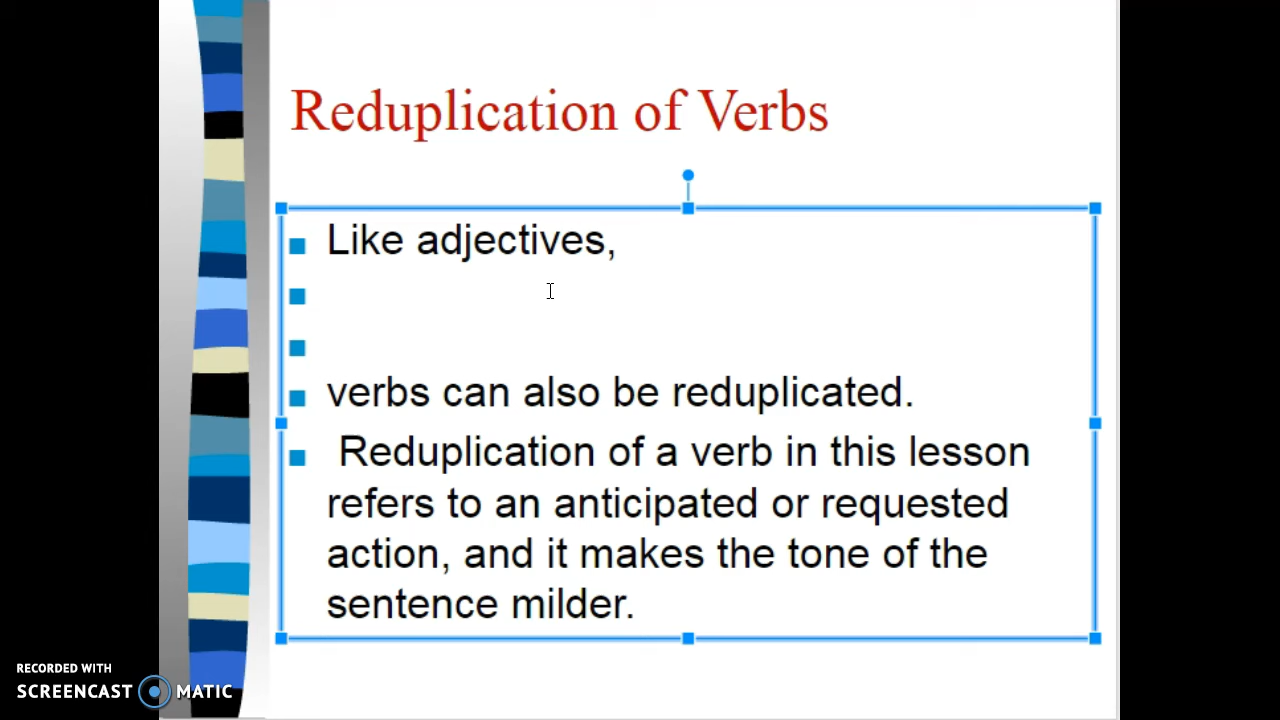 Reduplication of Verbs
Like adjectives,
verbs can also be reduplicated.
Reduplication of a verb in this lesson
refers to an anticipated or requested
action, and it makes the tone of the
sentence milder.
RECORDED WITH
SCREENCAST MATIC